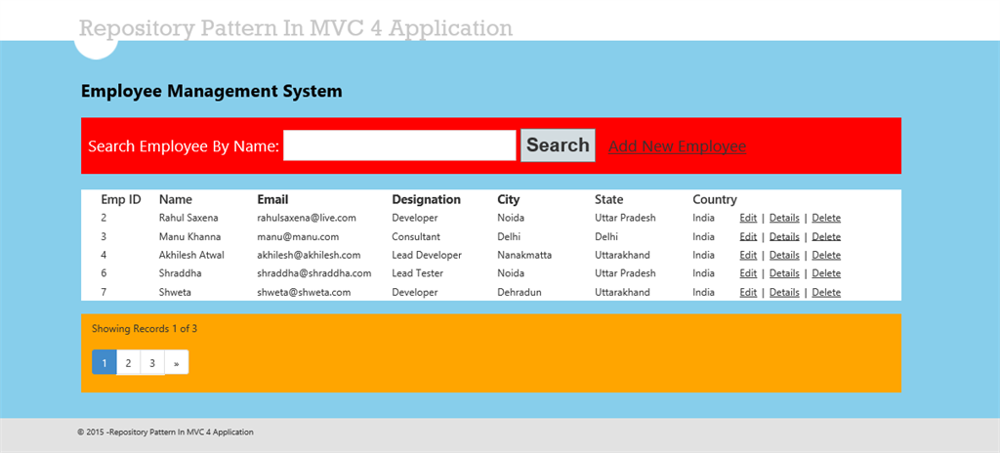 Repository Pattern In MVC 4 Application
Employee Management System
Search Employee By Name: Search Add New Employee
Emp ID Name Email Designation City State Country
2 Rahul Saxena rahulsaxena@live.com Developer Noida Uttar Pradesh India Edit | Details | Delete
3 Manu Khanna manu@manu.com Consultant Delhi Delhi India Edit | Details | Delete
4 Akhilesh Atwal akhilesh@akhilesh.com Lead Developer Nanakmatta Uttarakhand India Edit | Details | Delete
6 Shraddha shraddha@shraddha.com Lead Tester Noida Uttar Pradesh India Edit | Details | Delete
7 Shweta shweta@shweta.com Developer Dehradun Uttarakhand India Edit | Details | Delete
Showing Records 1 of 3
1 2 3 »
© 2015 -Repository Pattern In MVC 4 Application